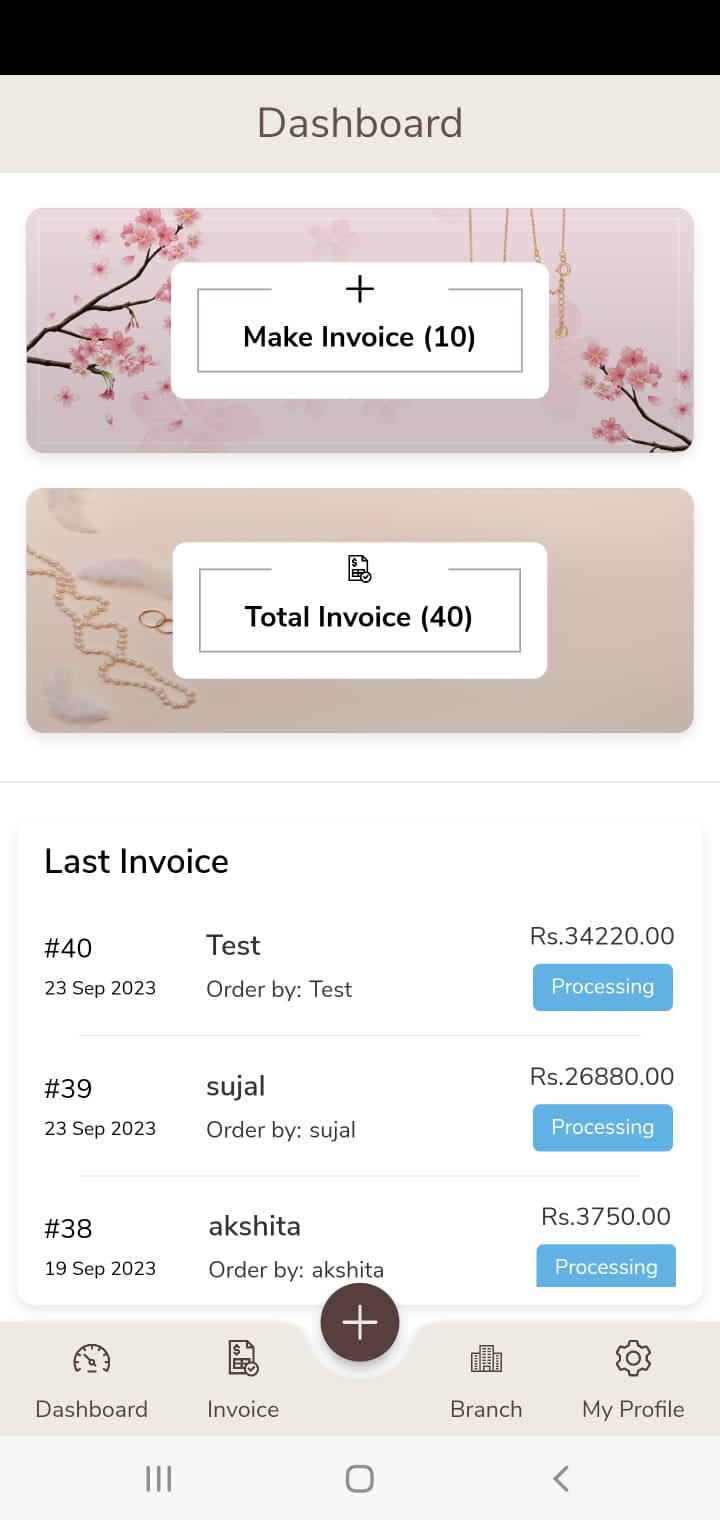 Dashboard
Make Invoice (10)
Total Invoice (40)
Last Invoice
#40
Test
Rs.34220.00
23 Sep 2023
Order by: Test
Processing
#39
sujal
Rs.26880.00
23 Sep 2023
Order by: sujal
Processing
#38
akshita
Rs.3750.00
19 Sep 2023
Order by: akshita
Processing
Dashboard
Invoice
Branch
My Profile